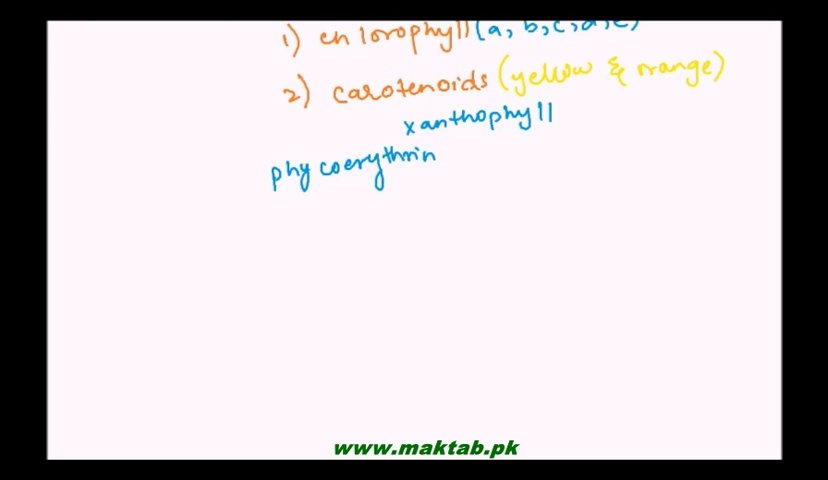 1) chlorophyll (a, b, c, d, e)
2) carotenoids (yellow & orange)
xanthophyll
phycoerythrin
www.maktab.pk